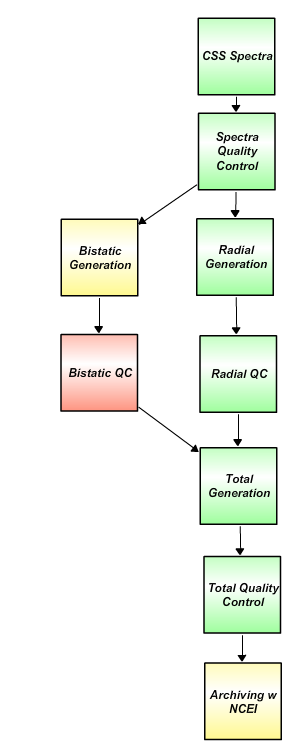 CSS Spectra
Spectra
Quality
Control
Bistatic
Generation
Radial
Generation
Bistatic QC
Radial QC
Total
Generation
Total Quality
Control
Archiving w
NCEI